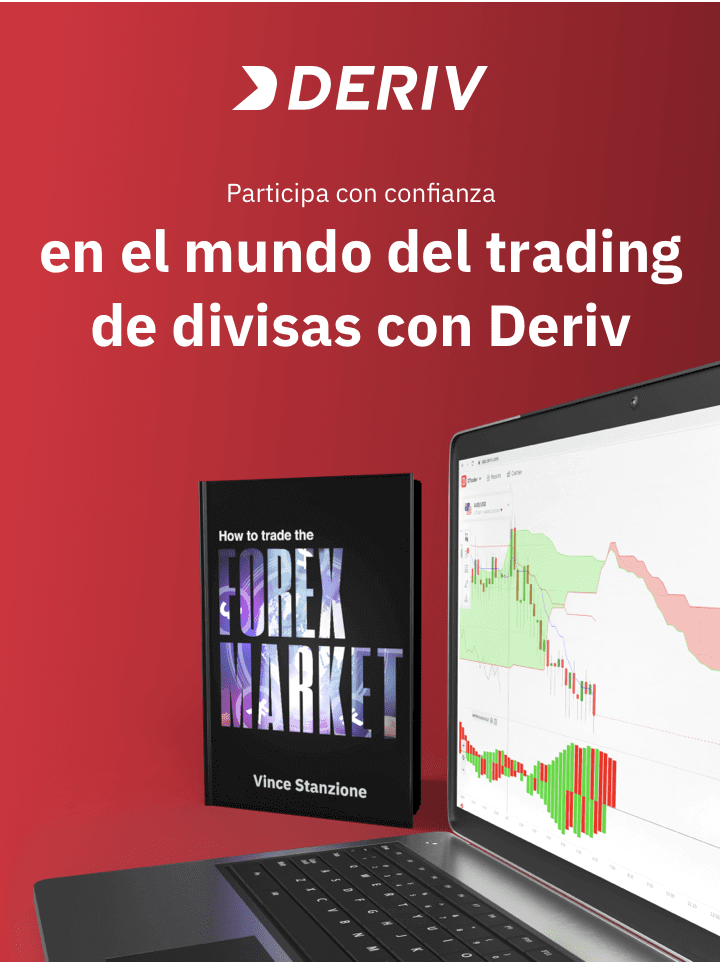 DERIV
Participa con confianza
en el mundo del trading
de divisas con Deriv
How to trade the
FOREX
MARKET
Vince Stanzione